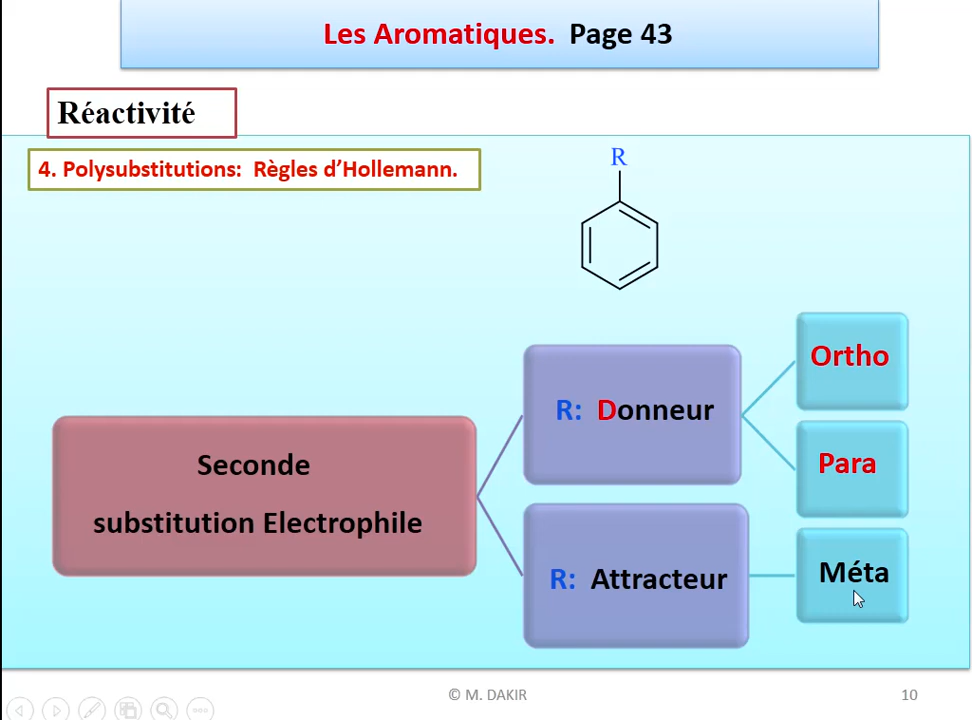 Les Aromatiques. Page 43
Réactivité
4. Polysubstitutions: Règles d’Hollemann.
R
Ortho
R: Donneur
Para
Seconde
substitution Electrophile
R: Attracteur
Méta
© M. DAKIR
10